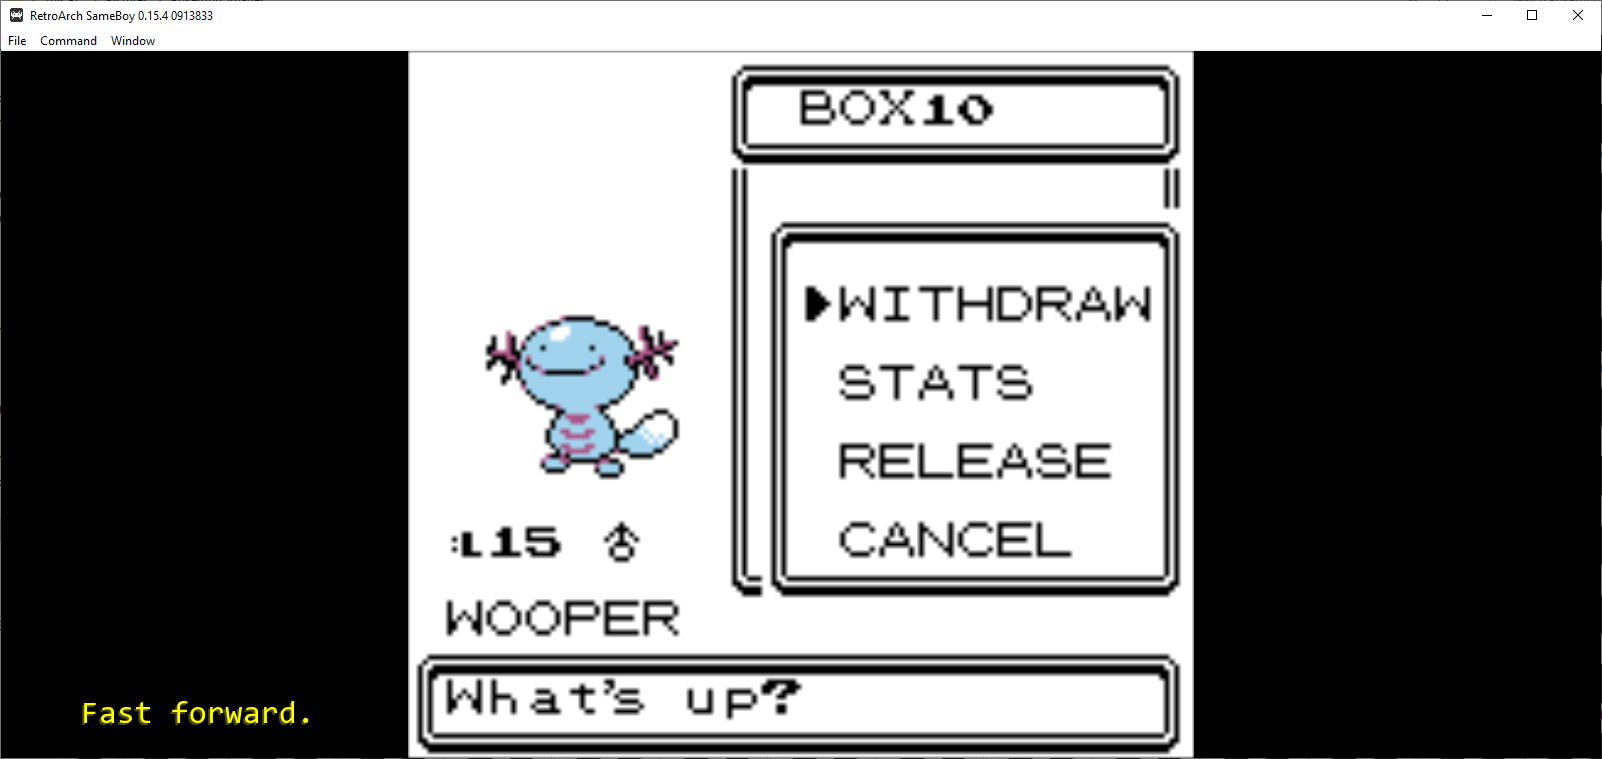 RetroArch SameBoy 0.15.4 0913833
File Command Window
BOX10
WITHDRAW
STATS
RELEASE
CANCEL
:L15 ♂
WOOPER
What's up?
Fast forward.